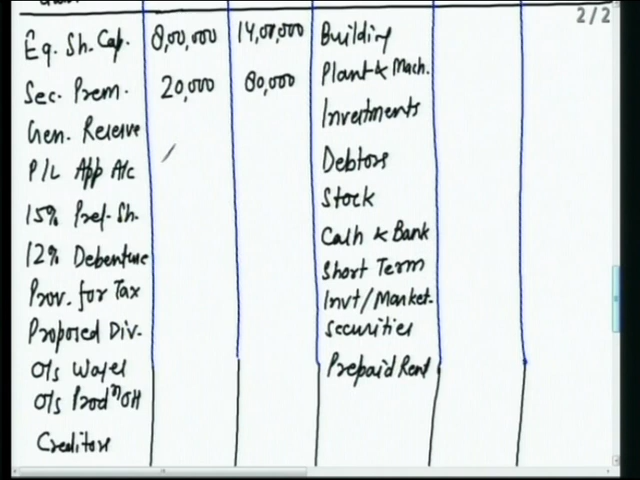 2/2
Eq. Sh. Cap. 8,00,000 14,00,000 Building
Sec. Prem. 20,000 80,000 Plant & Mach.
Gen. Reserve Investments
P/L App A/c Debtors
15% Pref. Sh. Stock
12% Debenture Cash & Bank
Prov. for Tax Short Term
Proposed Div. Invt/Market. Securities
O/s Wages Prepaid Rent
O/s Prodⁿ OH
Creditors